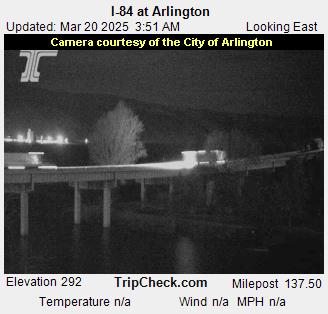 I-84 at Arlington
Updated: Mar 20 2025 3:51 AM Looking East
Camera courtesy of the City of Arlington
Elevation 292 TripCheck.com Milepost 137.50
Temperature n/a Wind n/a MPH n/a